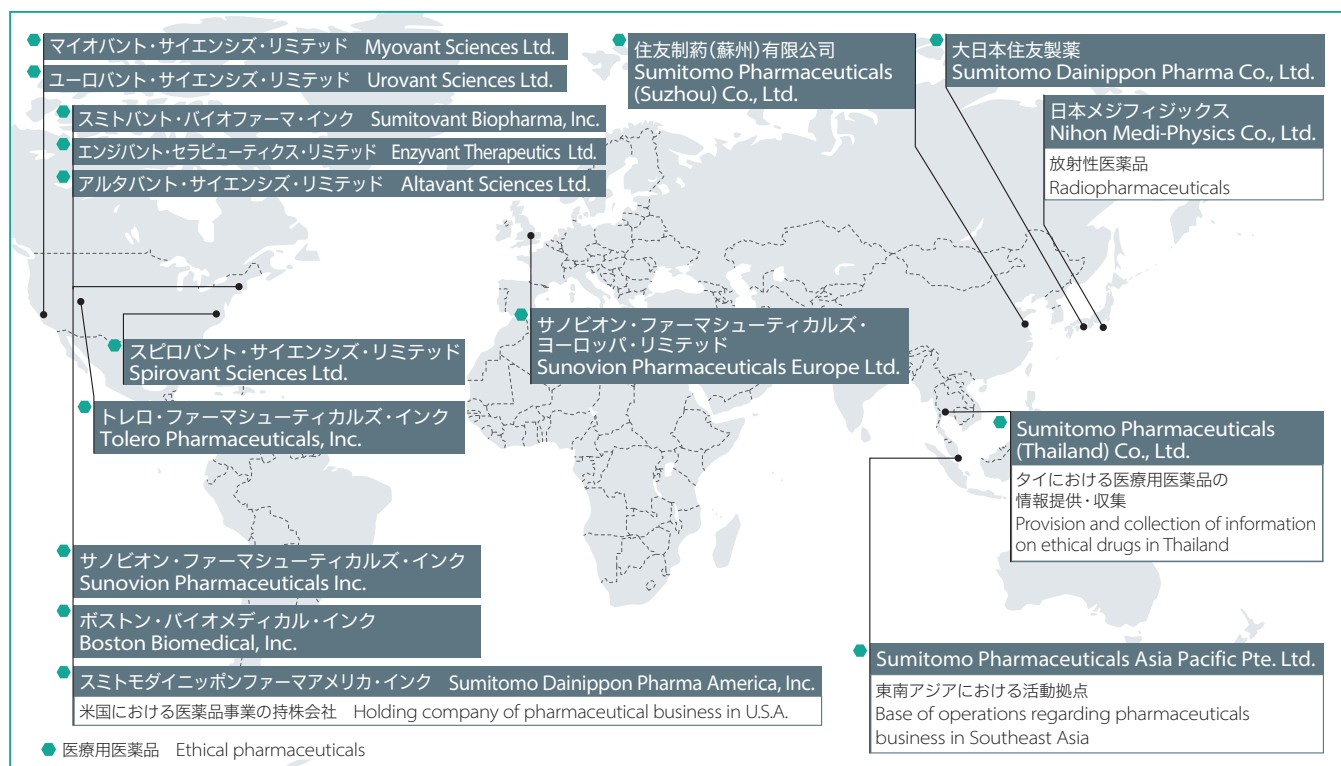 マイオバント・サイエンシズ・リミテッド Myovant Sciences Ltd.
ユーロバント・サイエンシズ・リミテッド Urovant Sciences Ltd.
スミトバント・バイオファーマ・インク Sumitovant Biopharma, Inc.
エンジバント・セラピューティクス・リミテッド Enzyvant Therapeutics Ltd.
アルタバント・サイエンシズ・リミテッド Altavant Sciences Ltd.
住友制葯(蘇州)有限公司
Sumitomo Pharmaceuticals
(Suzhou) Co., Ltd.
大日本住友製薬
Sumitomo Dainippon Pharma Co., Ltd.
日本メジフィジックス
Nihon Medi-Physics Co., Ltd.
放射性医薬品
Radiopharmaceuticals
スピロバント・サイエンシズ・リミテッド
Spirovant Sciences Ltd.
サノビオン・ファーマシューティカルズ・
ヨーロッパ・リミテッド
Sunovion Pharmaceuticals Europe Ltd.
トレロ・ファーマシューティカルズ・インク
Tolero Pharmaceuticals, Inc.
Sumitomo Pharmaceuticals
(Thailand) Co., Ltd.
タイにおける医療用医薬品の
情報提供・収集
Provision and collection of information
on ethical drugs in Thailand
サノビオン・ファーマシューティカルズ・インク
Sunovion Pharmaceuticals Inc.
ボストン・バイオメディカル・インク
Boston Biomedical, Inc.
スミトモダイニッポンファーマアメリカ・インク Sumitomo Dainippon Pharma America, Inc.
米国における医薬品事業の持株会社 Holding company of pharmaceutical business in U.S.A.
Sumitomo Pharmaceuticals Asia Pacific Pte. Ltd.
東南アジアにおける活動拠点
Base of operations regarding pharmaceuticals
business in Southeast Asia
医療用医薬品 Ethical pharmaceuticals